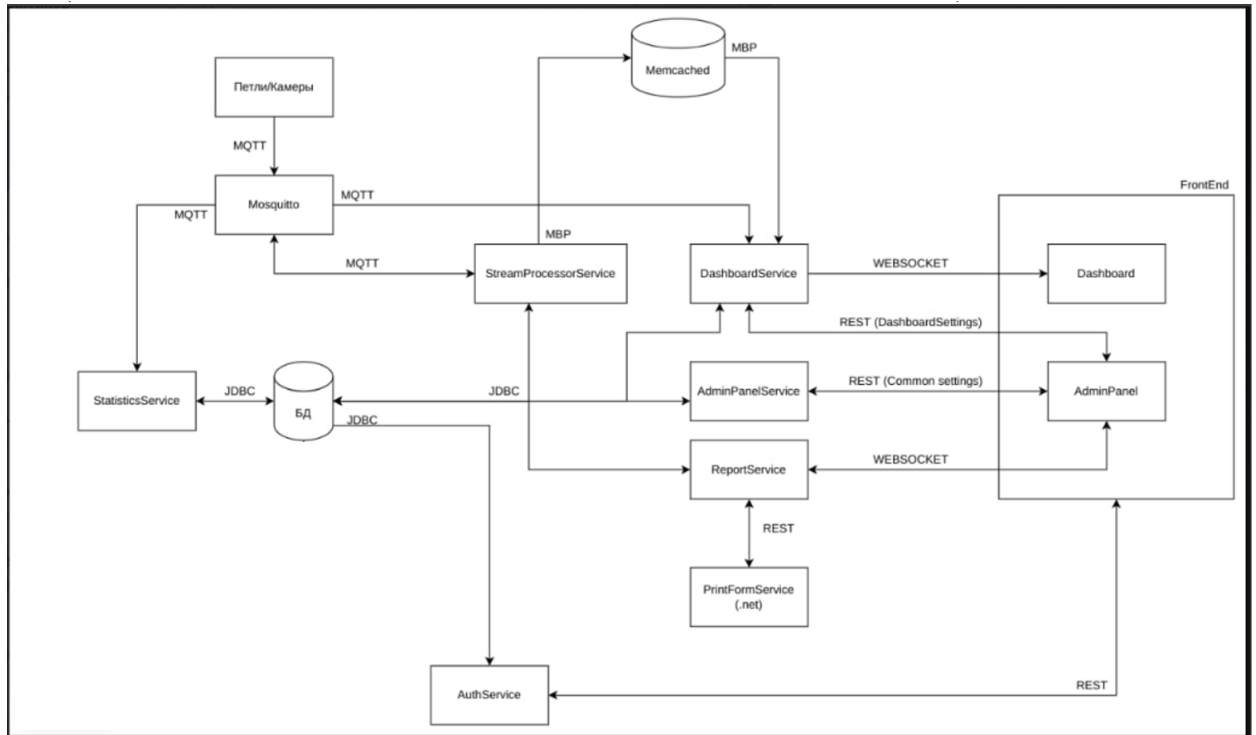 MBP
Memcached
Петли/Камеры
MQTT
FrontEnd
Mosquitto
MQTT
MQTT
MBP
MQTT
StreamProcessorService
DashboardService
WEBSOCKET
Dashboard
REST (DashboardSettings)
StatisticsService
JDBC
БД
JDBC
JDBC
AdminPanelService
REST (Common settings)
AdminPanel
ReportService
WEBSOCKET
REST
PrintFormService
(.net)
AuthService
REST